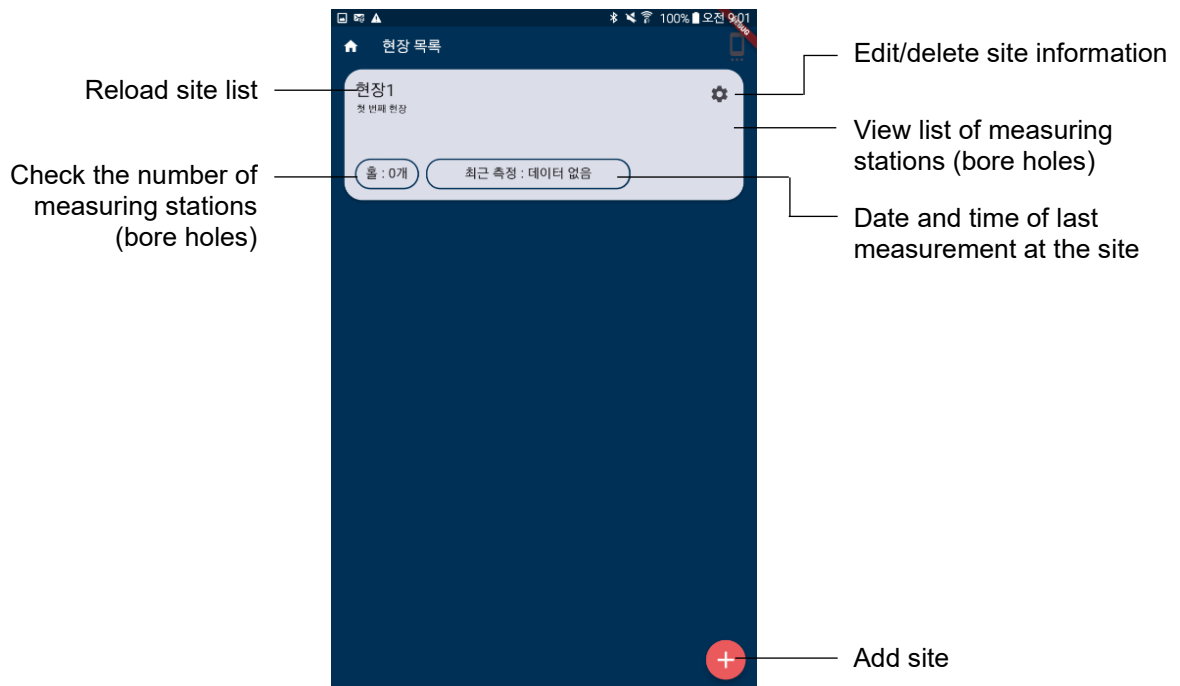 100% 오전 9:01
현장 목록
Edit/delete site information
Reload site list
현장1
첫 번째 현장
View list of measuring
stations (bore holes)
Check the number of
measuring stations
(bore holes)
홀 : 0개
최근 측정 : 데이터 없음
Date and time of last
measurement at the site
Add site